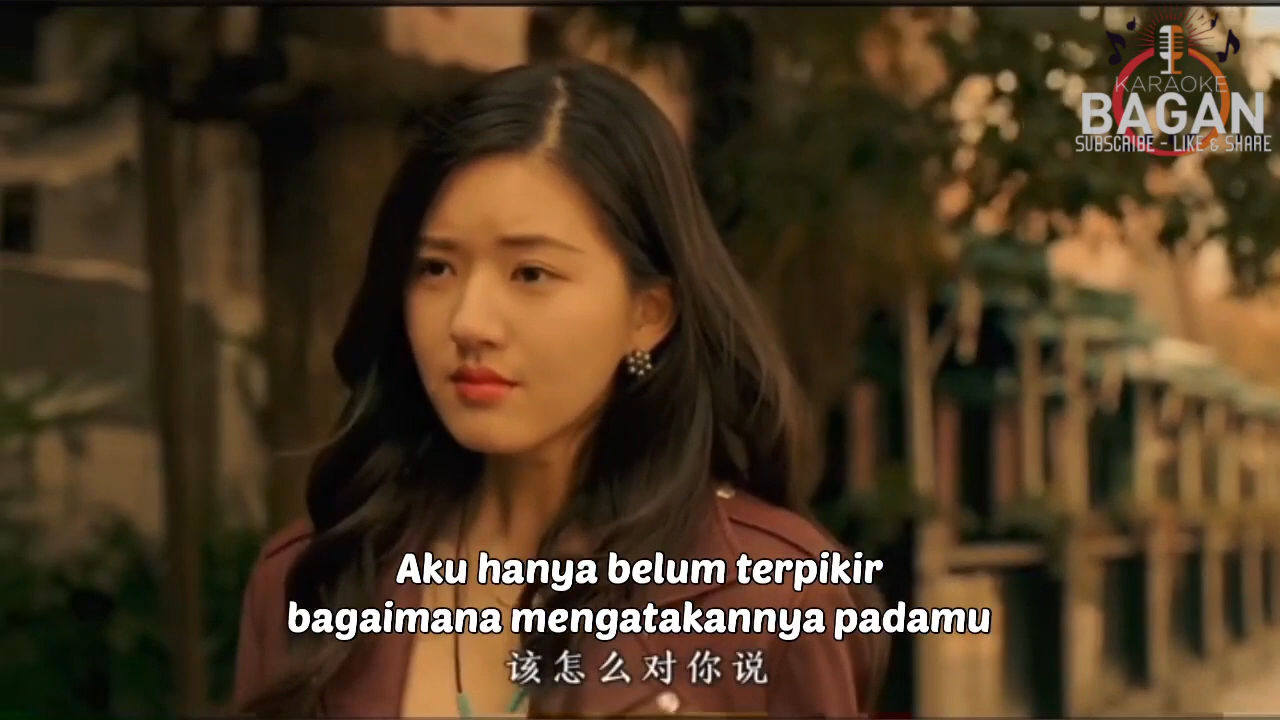 KARAOKE
BAGAN
SUBSCRIBE - LIKE & SHARE
Aku hanya belum terpikir
bagaimana mengatakannya padamu
该怎么对你说